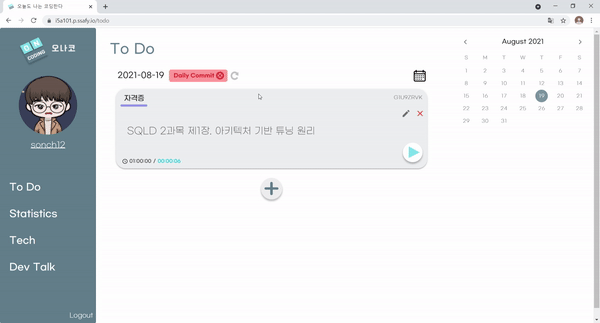 오늘도 나는 코딩한다
i5a101.p.ssafy.io/todo
오나코
CODING
sonch12
To Do
Statistics
Tech
Dev Talk
Logout
To Do
2021-08-19 Daily Commit
자격증
SQLD 2과목 제1장. 아키텍처 기반 튜닝 원리
01:00:00 / 00:00:06
August 2021
S M T W T F S
1 2 3 4 5 6 7
8 9 10 11 12 13 14
15 16 17 18 19 20 21
22 23 24 25 26 27 28
29 30 31